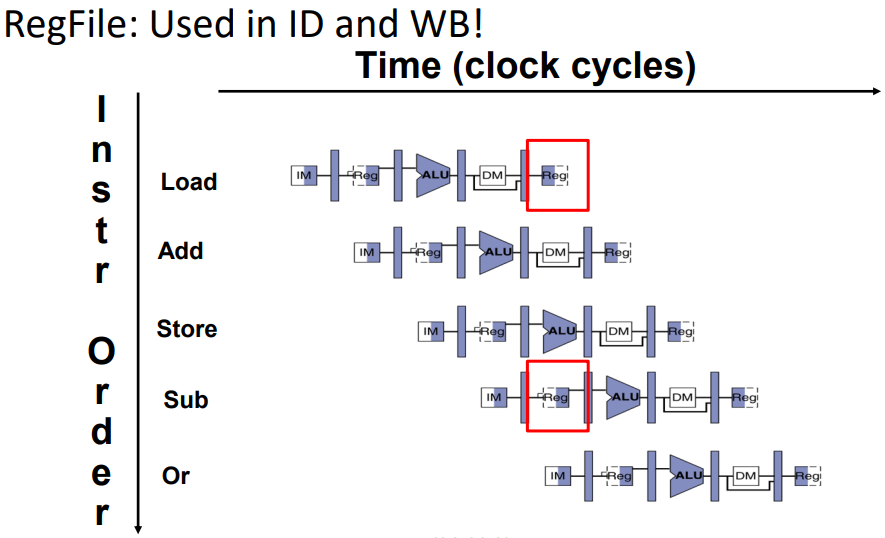 RegFile: Used in ID and WB!
Time (clock cycles)
Instr Order
Load
IM Reg ALU DM Reg
Add
IM Reg ALU DM Reg
Store
IM Reg ALU DM Reg
Sub
IM Reg ALU DM Reg
Or
IM Reg ALU DM Reg